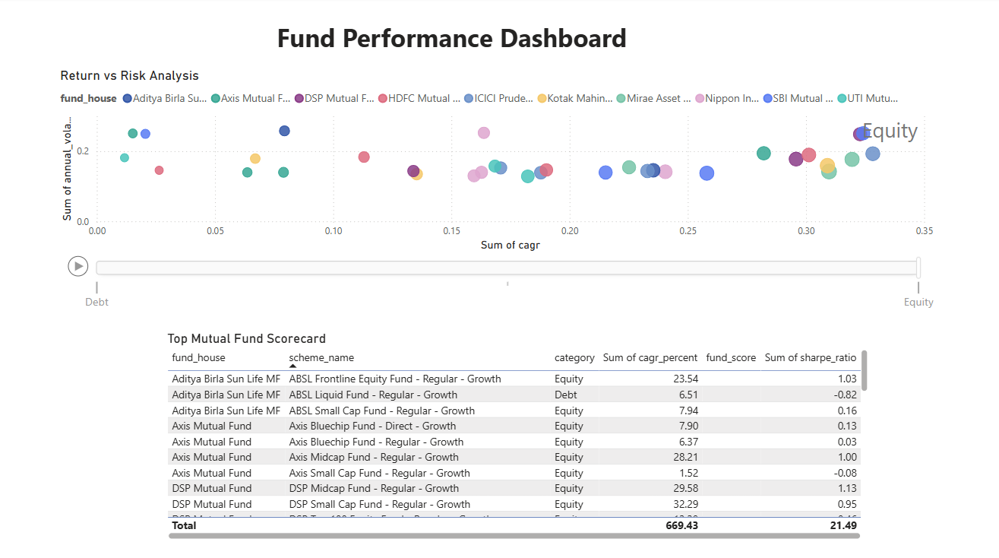 Fund Performance Dashboard
Return vs Risk Analysis
fund_house Aditya Birla Su... Axis Mutual F... DSP Mutual F... HDFC Mutual ... ICICI Prude... Kotak Mahin... Mirae Asset ... Nippon In... SBI Mutual ... UTI Mutu...
Sum of annual_vola...
Equity
0.2
0.0
0.00 0.05 0.10 0.15 0.20 0.25 0.30 0.35
Sum of cagr
Debt Equity
Top Mutual Fund Scorecard
fund_house scheme_name category Sum of cagr_percent fund_score Sum of sharpe_ratio
Aditya Birla Sun Life MF ABSL Frontline Equity Fund - Regular - Growth Equity 23.54 1.03
Aditya Birla Sun Life MF ABSL Liquid Fund - Regular - Growth Debt 6.51 -0.82
Aditya Birla Sun Life MF ABSL Small Cap Fund - Regular - Growth Equity 7.94 0.16
Axis Mutual Fund Axis Bluechip Fund - Direct - Growth Equity 7.90 0.13
Axis Mutual Fund Axis Bluechip Fund - Regular - Growth Equity 6.37 0.03
Axis Mutual Fund Axis Midcap Fund - Regular - Growth Equity 28.21 1.00
Axis Mutual Fund Axis Small Cap Fund - Regular - Growth Equity 1.52 -0.08
DSP Mutual Fund DSP Midcap Fund - Regular - Growth Equity 29.58 1.13
DSP Mutual Fund DSP Small Cap Fund - Regular - Growth Equity 32.29 0.95
Total 669.43 21.49